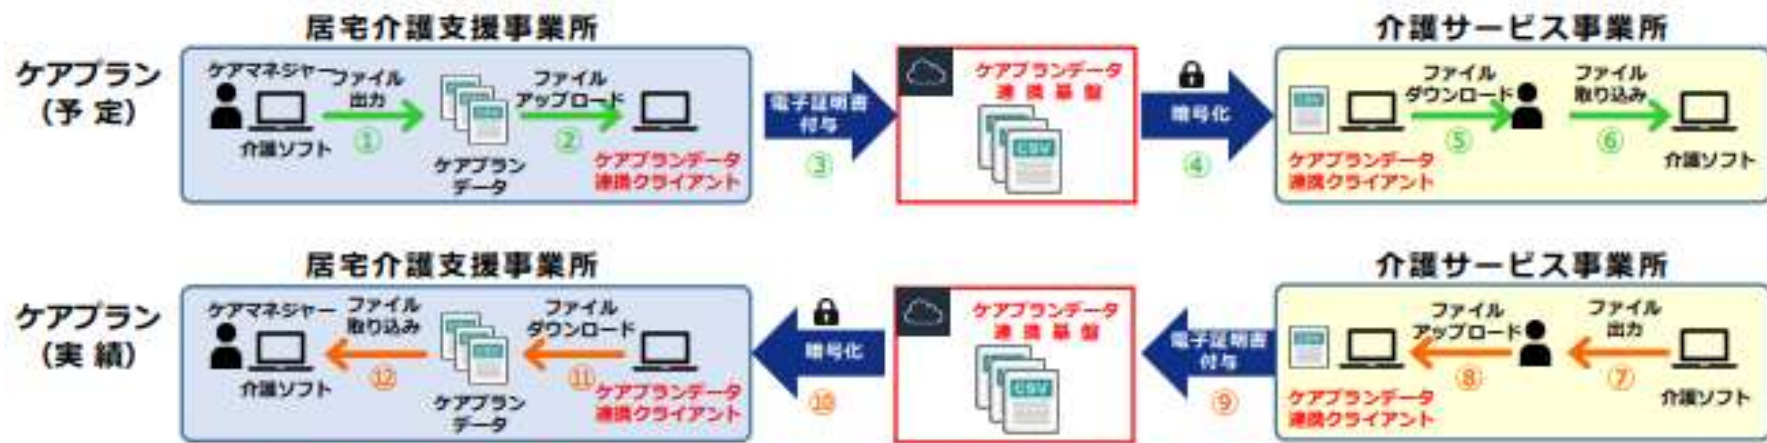 居宅介護支援事業所
介護サービス事業所
ケアプラン
(予 定)
ケアマネジャー
ファイル
出力
①
介護ソフト
ケアプラン
データ
ファイル
アップロード
②
ケアプランデータ
連携クライアント
電子証明書
付与
③
ケアプランデータ
連携基盤
CSV
暗号化
④
ファイル
ダウンロード
⑤
ケアプランデータ
連携クライアント
ファイル
取り込み
⑥
介護ソフト
居宅介護支援事業所
介護サービス事業所
ケアプラン
(実 績)
ケアマネジャー
ファイル
取り込み
⑫
介護ソフト
ケアプラン
データ
ファイル
ダウンロード
⑪
ケアプランデータ
連携クライアント
暗号化
⑩
ケアプランデータ
連携基盤
CSV
電子証明書
付与
⑨
ファイル
アップロード
⑧
ケアプランデータ
連携クライアント
ファイル
出力
⑦
介護ソフト